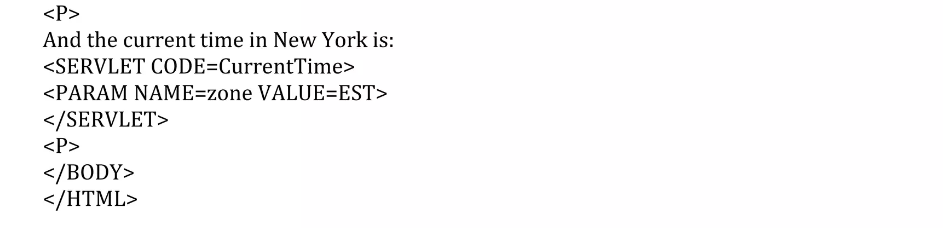 <P>
And the current time in New York is:
<SERVLET CODE=CurrentTime>
<PARAM NAME=zone VALUE=EST>
</SERVLET>
<P>
</BODY>
</HTML>